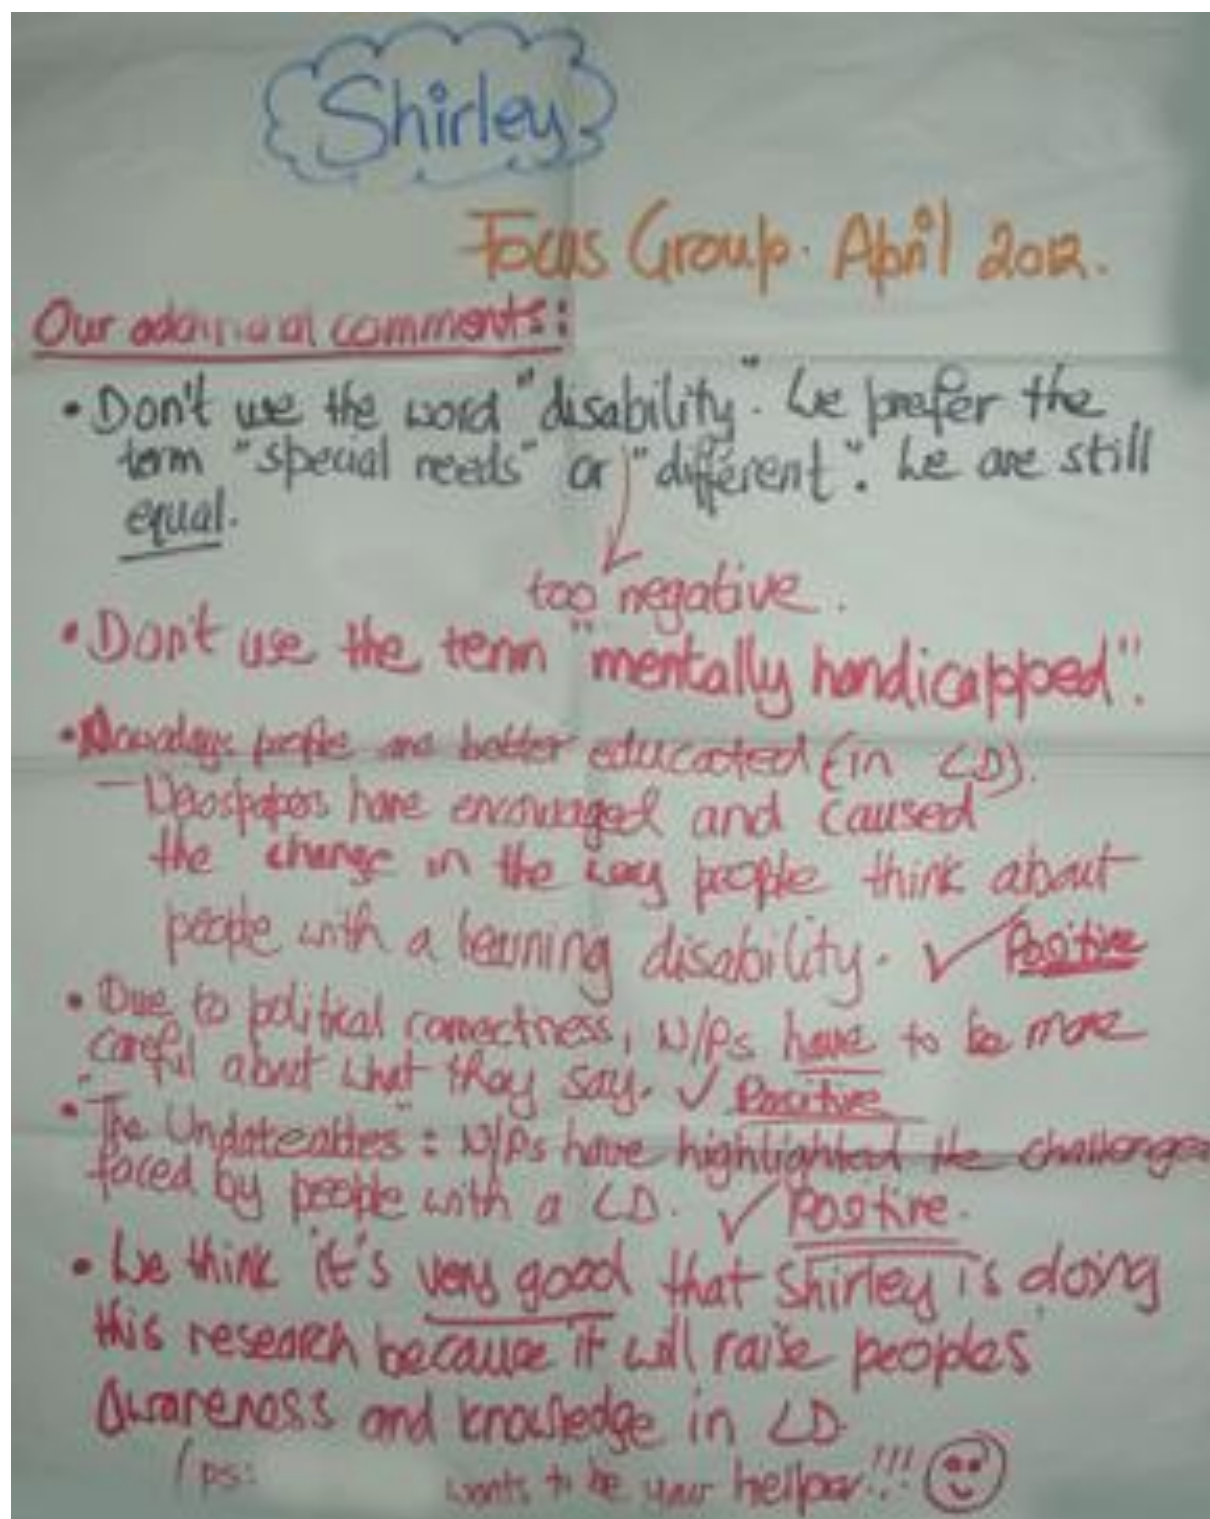 Shirley
Focus Group. April 2012.
Our additional comments:
• Don't use the word "disability". We prefer the
term "special needs" or "different". We are still
equal.
too negative.
• Don't use the term "mentally handicapped".
• Nowadays people are better educated (in LD).
- Newspapers have encouraged and caused
the change in the way people think about
people with a learning disability. ✓ Positive
• Due to political correctness, N/Ps have to be more
careful about what they say. ✓ Positive
• "The Undateables": N/Ps have highlighted the challenges
faced by people with a LD. ✓ Positive.
• We think it's very good that Shirley is doing
this research because it will raise peoples
awareness and knowledge in LD.
(ps: wants to be your helper!!!